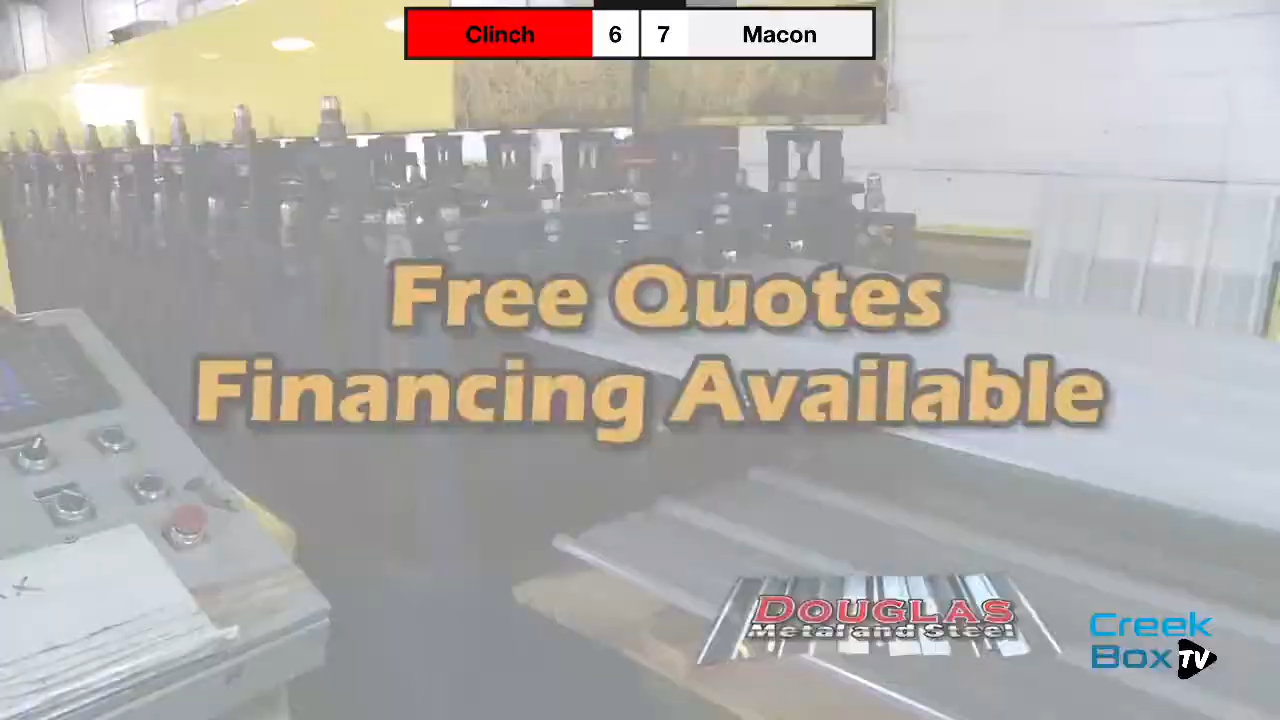 Clinch 6 7 Macon
Free Quotes
Financing Available
DOUGLAS
Metal and Steel
Creek
Box TV